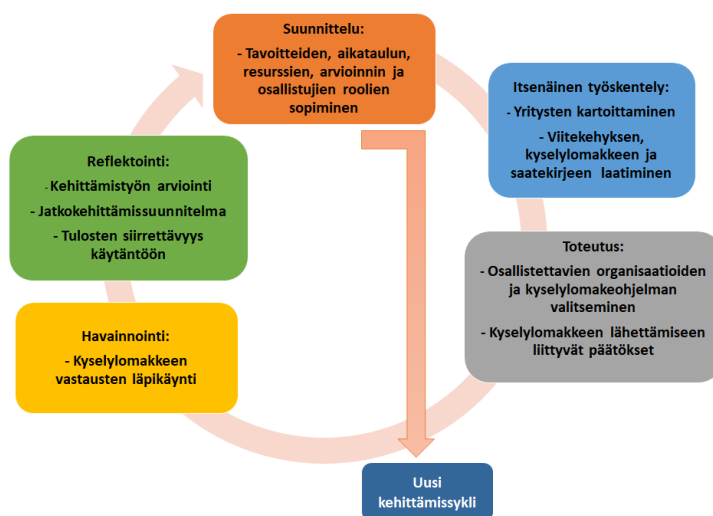 Suunnittelu:
- Tavoitteiden, aikataulun,
resurssien, arvioinnin ja
osallistujien roolien
sopiminen
Itsenäinen työskentely:
- Yritysten kartoittaminen
- Viitekehyksen,
kyselylomakkeen ja
saatekirjeen laatiminen
Toteutus:
- Osallistettavien organisaatioiden
ja kyselylomakeohjelman
valitseminen
- Kyselylomakkeen lähettämiseen
liittyvät päätökset
Uusi
kehittämissykli
Havainnointi:
- Kyselylomakkeen
vastausten läpikäynti
Reflektointi:
- Kehittämistyön arviointi
- Jatkokehittämissuunnitelma
- Tulosten siirrettävyys
käytäntöön